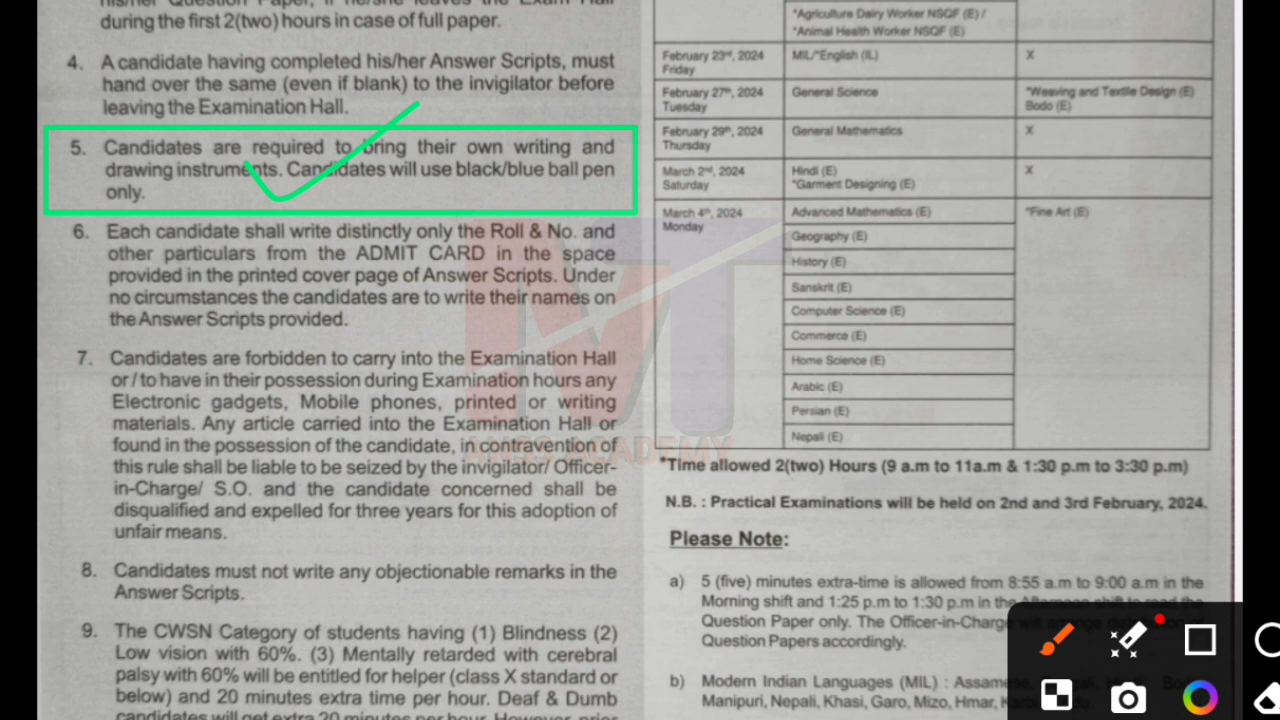 his/her Question Paper, if he/she leaves the Exam Hall
during the first 2(two) hours in case of full paper.
4. A candidate having completed his/her Answer Scripts, must
hand over the same (even if blank) to the invigilator before
leaving the Examination Hall.
5. Candidates are required to bring their own writing and
drawing instruments. Candidates will use black/blue ball pen
only.
6. Each candidate shall write distinctly only the Roll & No. and
other particulars from the ADMIT CARD in the space
provided in the printed cover page of Answer Scripts. Under
no circumstances the candidates are to write their names on
the Answer Scripts provided.
7. Candidates are forbidden to carry into the Examination Hall
or / to have in their possession during Examination hours any
Electronic gadgets, Mobile phones, printed or writing
materials. Any article carried into the Examination Hall or
found in the possession of the candidate, in contravention of
this rule shall be liable to be seized by the invigilator/ Officer-
in-Charge/ S.O. and the candidate concerned shall be
disqualified and expelled for three years for this adoption of
unfair means.
8. Candidates must not write any objectionable remarks in the
Answer Scripts.
9. The CWSN Category of students having (1) Blindness (2)
Low vision with 60%. (3) Mentally retarded with cerebral
palsy with 60% will be entitled for helper (class X standard or
below) and 20 minutes extra time per hour. Deaf & Dumb
candidates will get extra 20 minutes per hour. However, prior
*Agriculture Dairy Worker NSQF (E) /
*Animal Health Worker NSQF (E)
February 23rd, 2024 MIL/*English (IL) X
Friday
February 27th, 2024 General Science *Weaving and Textile Design (E)
Tuesday Bodo (E)
February 29th, 2024 General Mathematics X
Thursday
March 2nd, 2024 Hindi (E) X
Saturday *Garment Designing (E)
March 4th, 2024 Advanced Mathematics (E) *Fine Art (E)
Monday
Geography (E)
History (E)
Sanskrit (E)
Computer Science (E)
Commerce (E)
Home Science (E)
Arabic (E)
Persian (E)
Nepali (E)
*Time allowed 2(two) Hours (9 a.m to 11a.m & 1:30 p.m to 3:30 p.m)
N.B. : Practical Examinations will be held on 2nd and 3rd February, 2024.
Please Note:
a) 5 (five) minutes extra-time is allowed from 8:55 a.m to 9:00 a.m in the
Morning shift and 1:25 p.m to 1:30 p.m in the Afternoon shift to read the
Question Paper only. The Officer-in-Charge will arrange
Question Papers accordingly.
b) Modern Indian Languages (MIL) : Assamese,
Manipuri, Nepali, Khasi, Garo, Mizo, Hmar,
ANSS ACADEMY